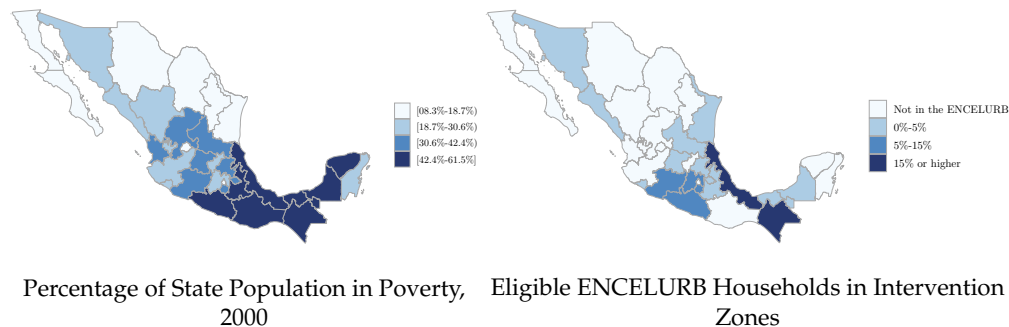 [08.3%-18.7%)
[18.7%-30.6%)
[30.6%-42.4%)
[42.4%-61.5%]
Not in the ENCELURB
0%-5%
5%-15%
15% or higher
Percentage of State Population in Poverty,
2000
Eligible ENCELURB Households in Intervention
Zones